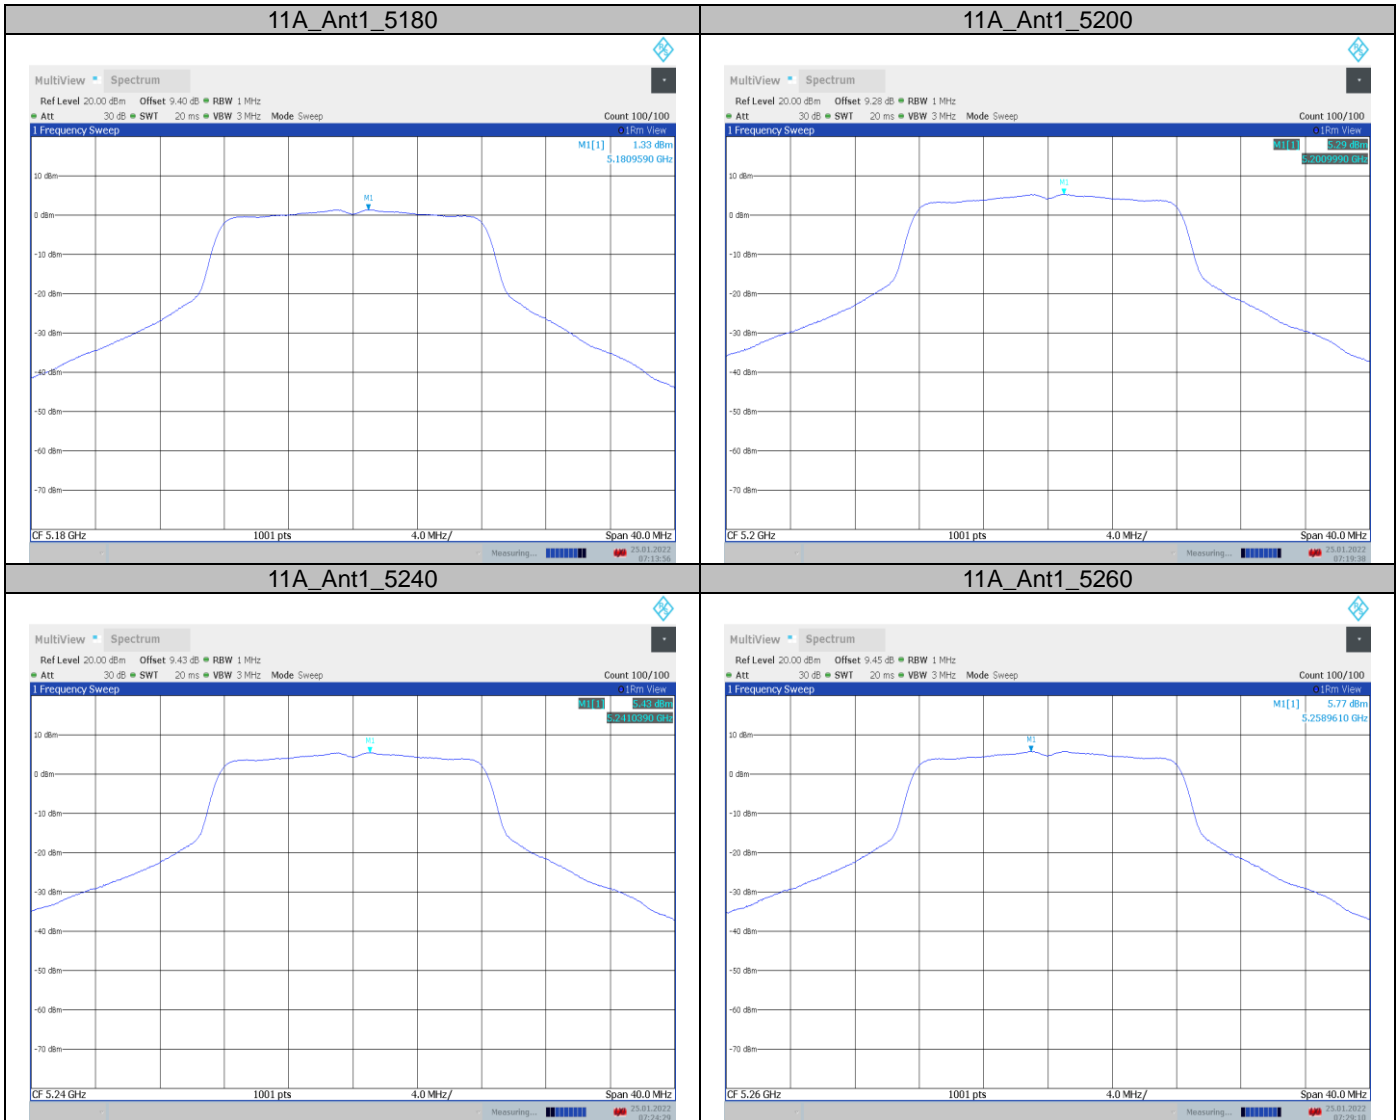 11A_Ant1_5180
MultiView Spectrum
Ref Level 20.00 dBm Offset 9.40 dB RBW 1 MHz
Att 30 dB SWT 20 ms VBW 3 MHz Mode Sweep Count 100/100
1 Frequency Sweep 1Rm View
M1[1] 1.33 dBm
5.1809590 GHz
10 dBm
M1
0 dBm
-10 dBm
-20 dBm
-30 dBm
-40 dBm
-50 dBm
-60 dBm
-70 dBm
CF 5.18 GHz 1001 pts 4.0 MHz/ Span 40.0 MHz
Measuring... 25.01.2022
07:13:56
11A_Ant1_5200
MultiView Spectrum
Ref Level 20.00 dBm Offset 9.28 dB RBW 1 MHz
Att 30 dB SWT 20 ms VBW 3 MHz Mode Sweep Count 100/100
1 Frequency Sweep 1Rm View
M1[1] 5.29 dBm
5.2009990 GHz
10 dBm
M1
0 dBm
-10 dBm
-20 dBm
-30 dBm
-40 dBm
-50 dBm
-60 dBm
-70 dBm
CF 5.2 GHz 1001 pts 4.0 MHz/ Span 40.0 MHz
Measuring... 25.01.2022
07:19:38
11A_Ant1_5240
MultiView Spectrum
Ref Level 20.00 dBm Offset 9.43 dB RBW 1 MHz
Att 30 dB SWT 20 ms VBW 3 MHz Mode Sweep Count 100/100
1 Frequency Sweep 1Rm View
M1[1] 5.43 dBm
5.2410390 GHz
10 dBm
M1
0 dBm
-10 dBm
-20 dBm
-30 dBm
-40 dBm
-50 dBm
-60 dBm
-70 dBm
CF 5.24 GHz 1001 pts 4.0 MHz/ Span 40.0 MHz
Measuring... 25.01.2022
07:24:29
11A_Ant1_5260
MultiView Spectrum
Ref Level 20.00 dBm Offset 9.45 dB RBW 1 MHz
Att 30 dB SWT 20 ms VBW 3 MHz Mode Sweep Count 100/100
1 Frequency Sweep 1Rm View
M1[1] 5.77 dBm
5.2589610 GHz
10 dBm
M1
0 dBm
-10 dBm
-20 dBm
-30 dBm
-40 dBm
-50 dBm
-60 dBm
-70 dBm
CF 5.26 GHz 1001 pts 4.0 MHz/ Span 40.0 MHz
Measuring... 25.01.2022
07:29:10